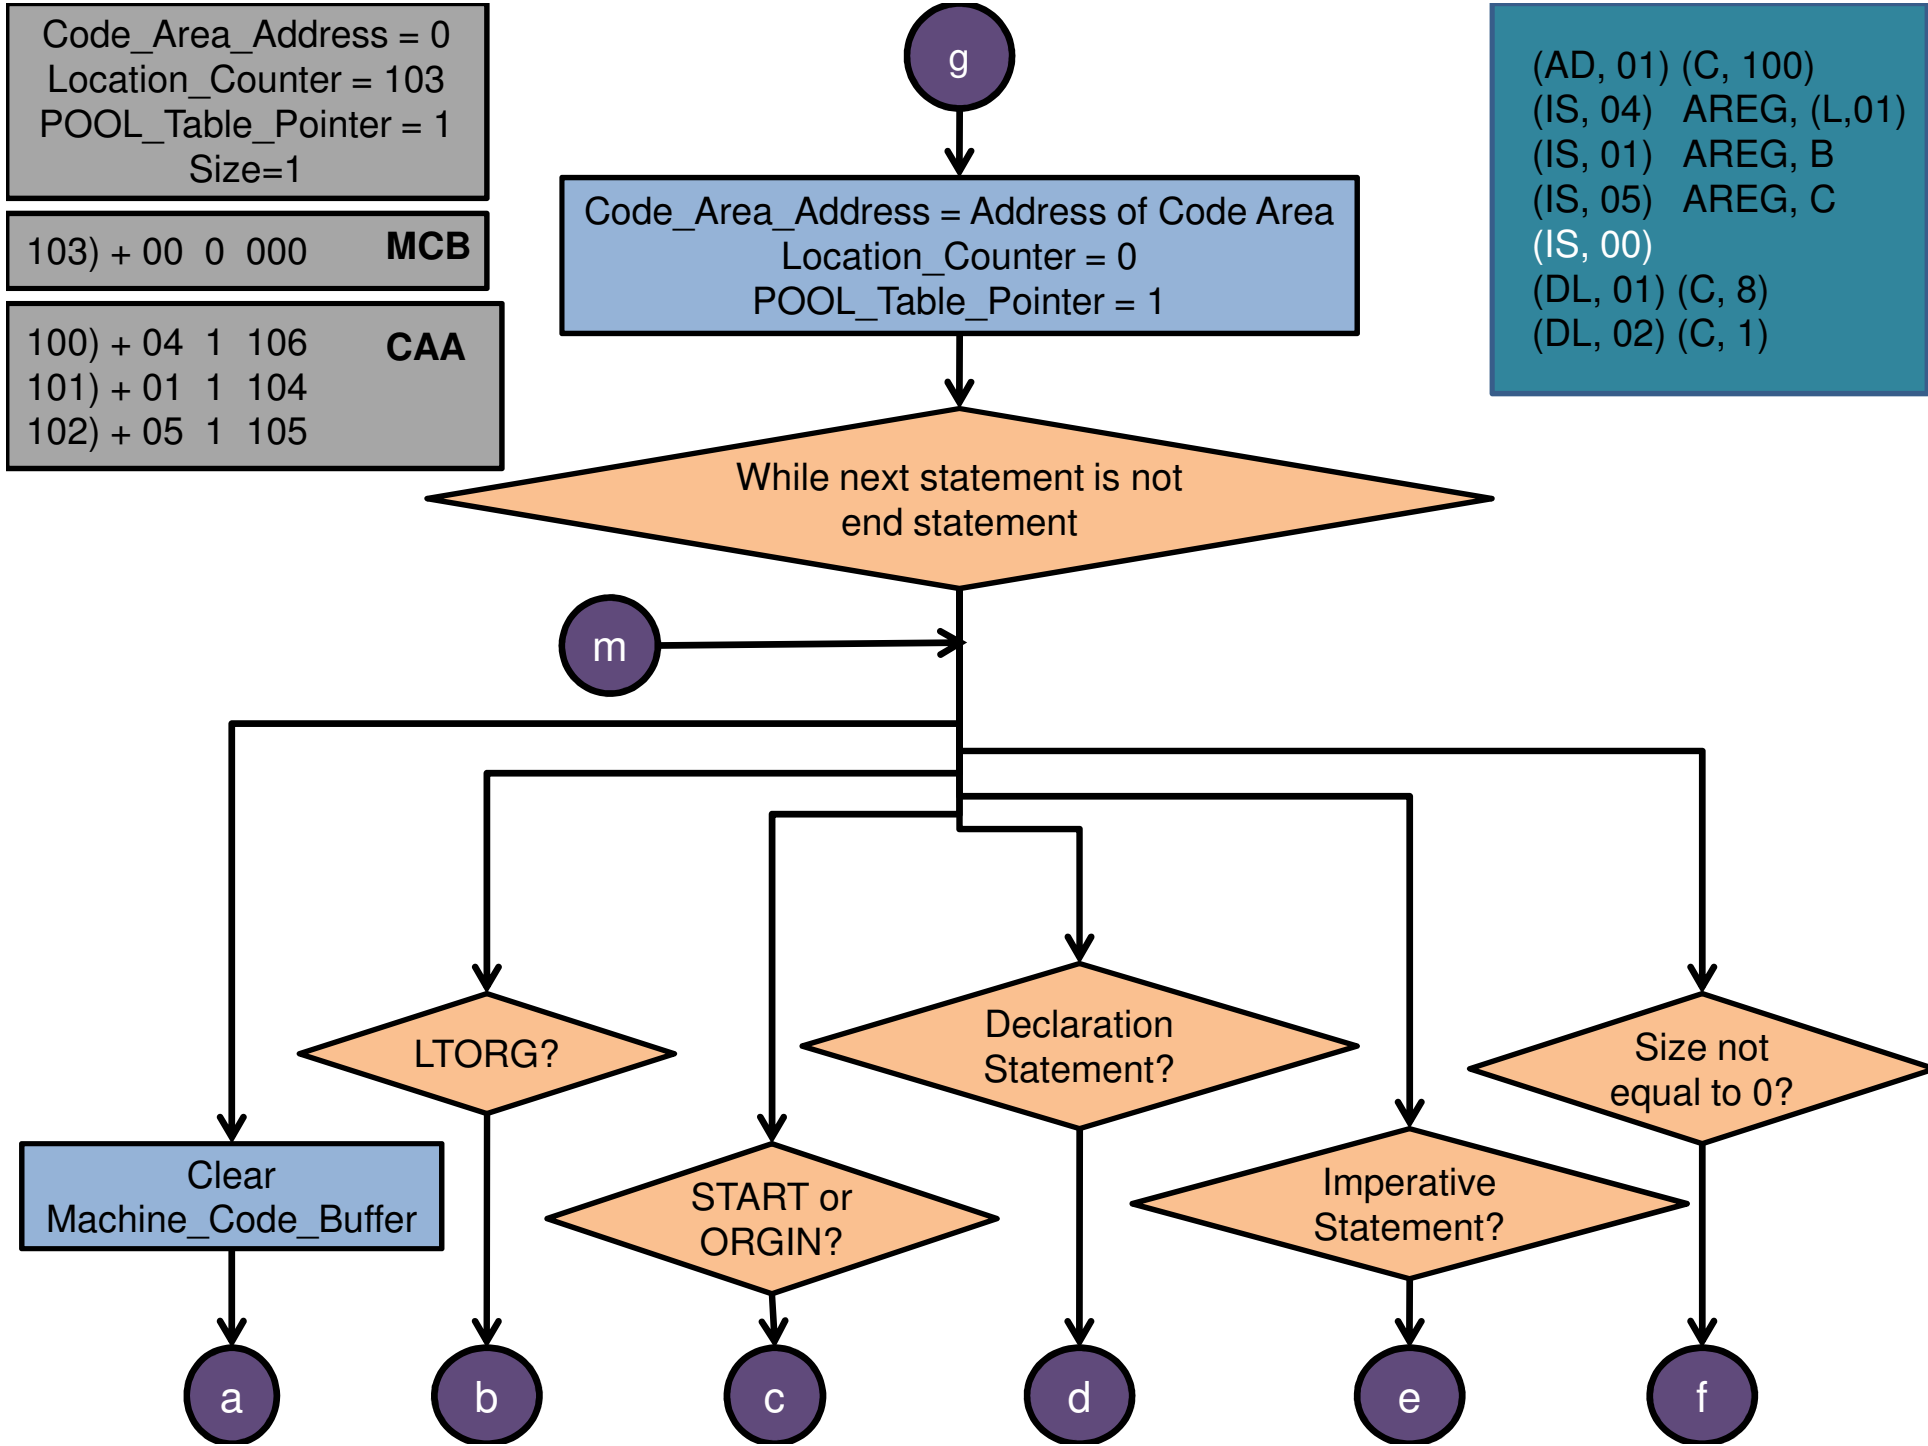 Code_Area_Address = 0
Location_Counter = 103
POOL_Table_Pointer = 1
Size=1
103) + 00 0 000 MCB
100) + 04 1 106 CAA
101) + 01 1 104
102) + 05 1 105
g
Code_Area_Address = Address of Code Area
Location_Counter = 0
POOL_Table_Pointer = 1
(AD, 01) (C, 100)
(IS, 04) AREG, (L,01)
(IS, 01) AREG, B
(IS, 05) AREG, C
(IS, 00)
(DL, 01) (C, 8)
(DL, 02) (C, 1)
While next statement is not
end statement
m
Clear
Machine_Code_Buffer
LTORG?
START or
ORGIN?
Declaration
Statement?
Imperative
Statement?
Size not
equal to 0?
a
b
c
d
e
f